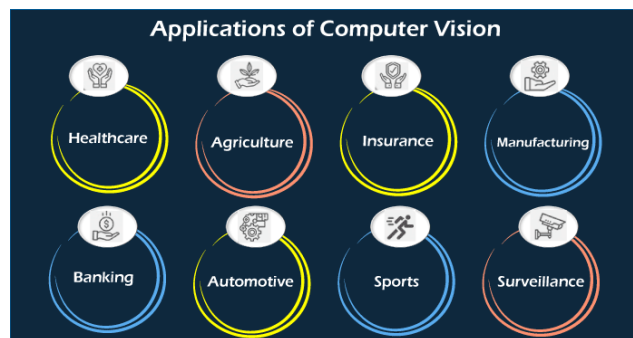 Applications of Computer Vision
Healthcare
Agriculture
Insurance
Manufacturing
Banking
Automotive
Sports
Surveillance